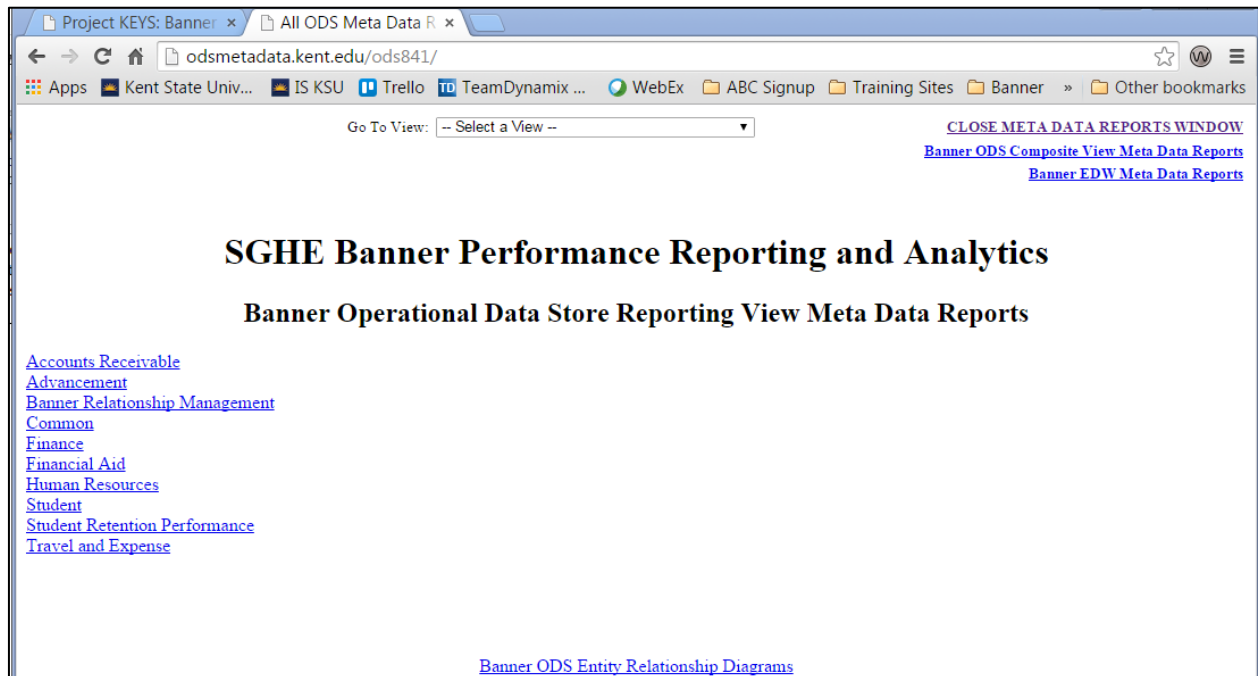 Project KEYS: Banner × All ODS Meta Data R ×
odsmetadata.kent.edu/ods841/
Apps Kent State Univ... IS KSU Trello TD TeamDynamix ... WebEx ABC Signup Training Sites Banner » Other bookmarks
Go To View: -- Select a View -- CLOSE META DATA REPORTS WINDOW
Banner ODS Composite View Meta Data Reports
Banner EDW Meta Data Reports
SGHE Banner Performance Reporting and Analytics
Banner Operational Data Store Reporting View Meta Data Reports
Accounts Receivable
Advancement
Banner Relationship Management
Common
Finance
Financial Aid
Human Resources
Student
Student Retention Performance
Travel and Expense
Banner ODS Entity Relationship Diagrams